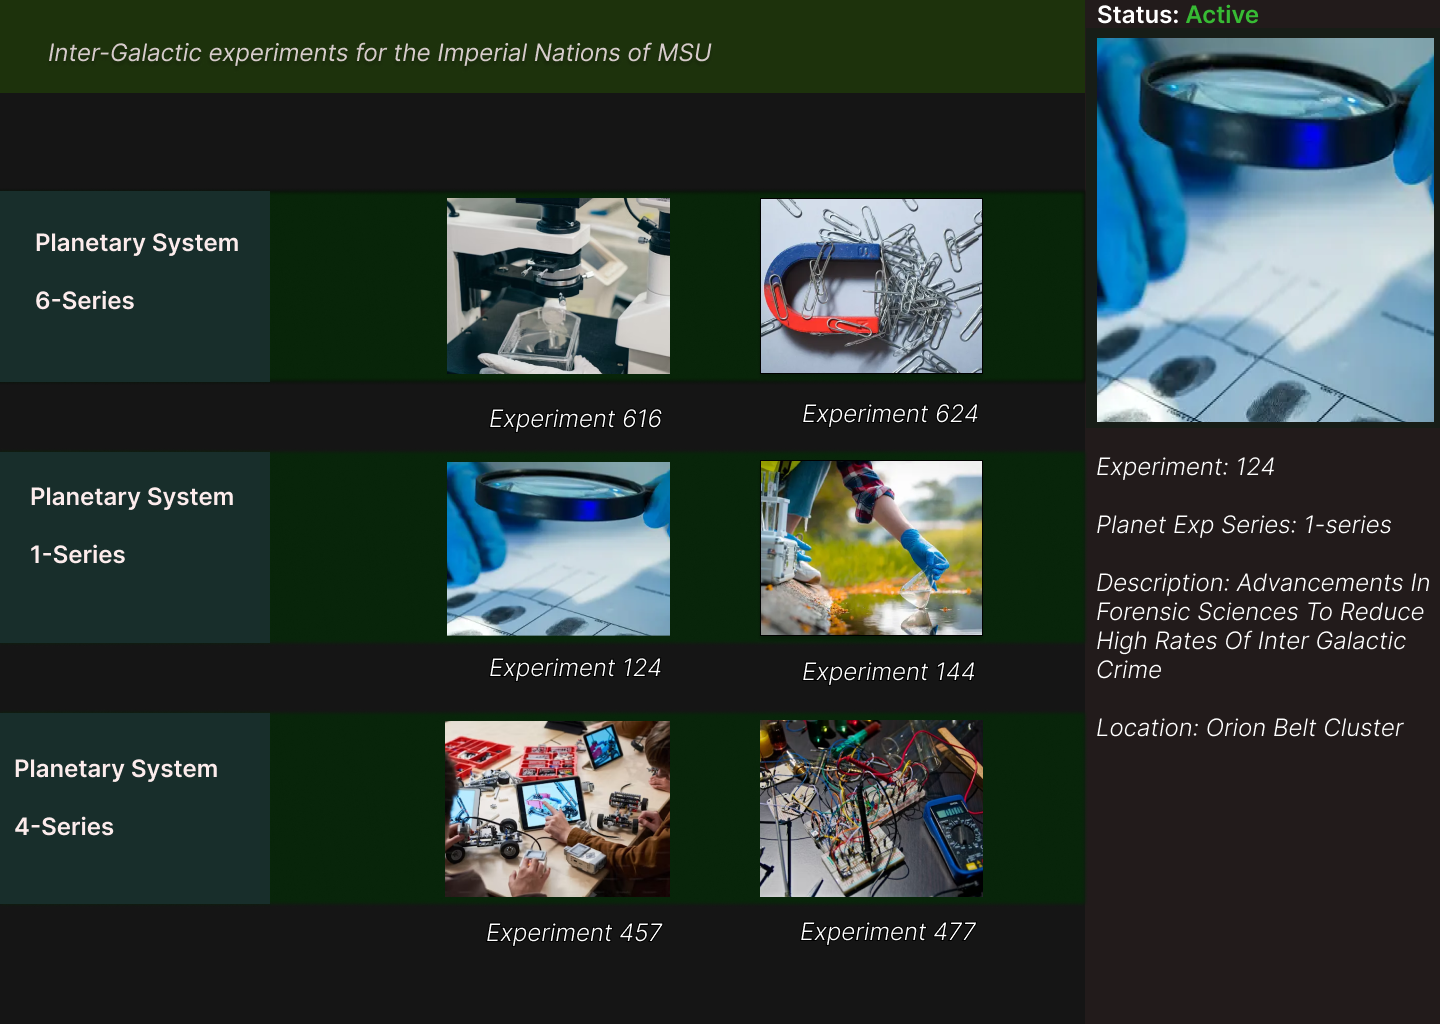 Inter-Galactic experiments for the Imperial Nations of MSU
Planetary System
6-Series
Experiment 616
Experiment 624
Planetary System
1-Series
Experiment 124
Experiment 144
Planetary System
4-Series
Experiment 457
Experiment 477
Status: Active
Experiment: 124
Planet Exp Series: 1-series
Description: Advancements In
Forensic Sciences To Reduce
High Rates Of Inter Galactic
Crime
Location: Orion Belt Cluster